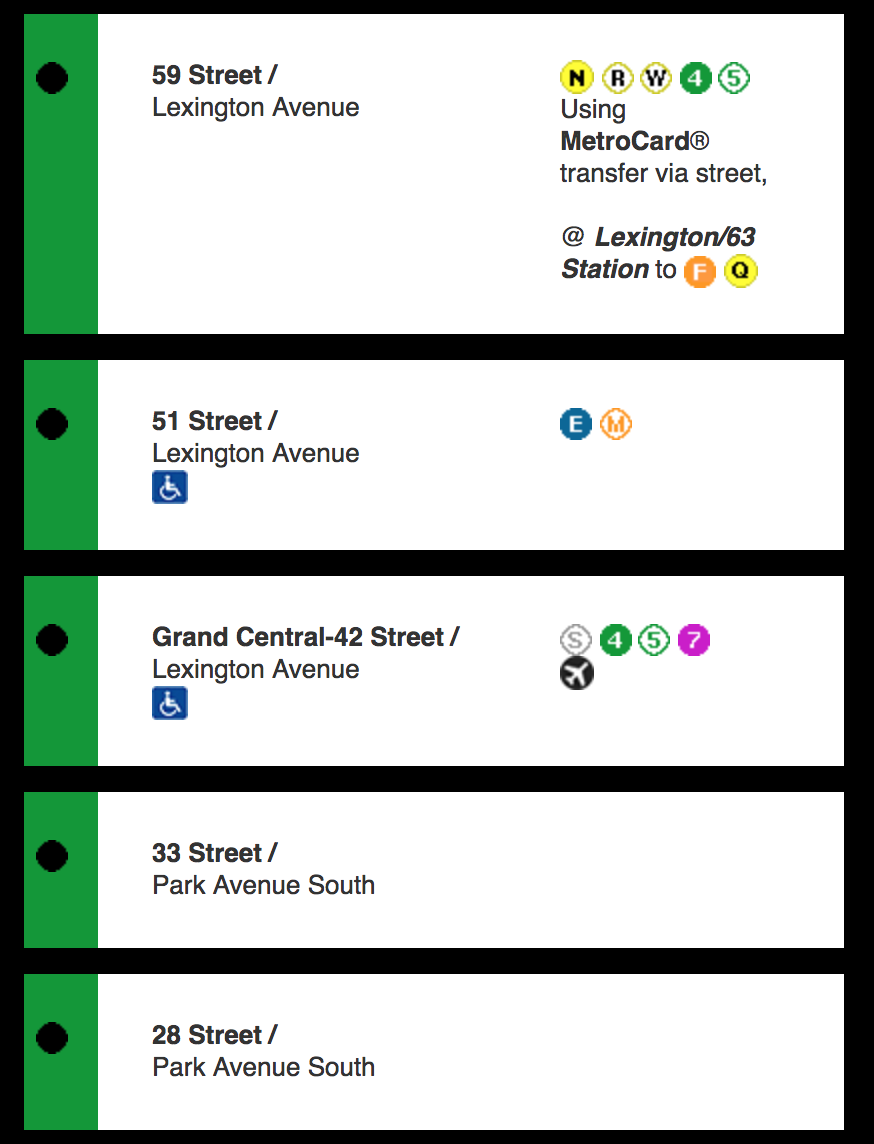 59 Street /
Lexington Avenue
N R W 4 5
Using
MetroCard®
transfer via street,
@ Lexington/63
Station to F Q
51 Street /
Lexington Avenue
E M
Grand Central-42 Street /
Lexington Avenue
S 4 5 7
33 Street /
Park Avenue South
28 Street /
Park Avenue South